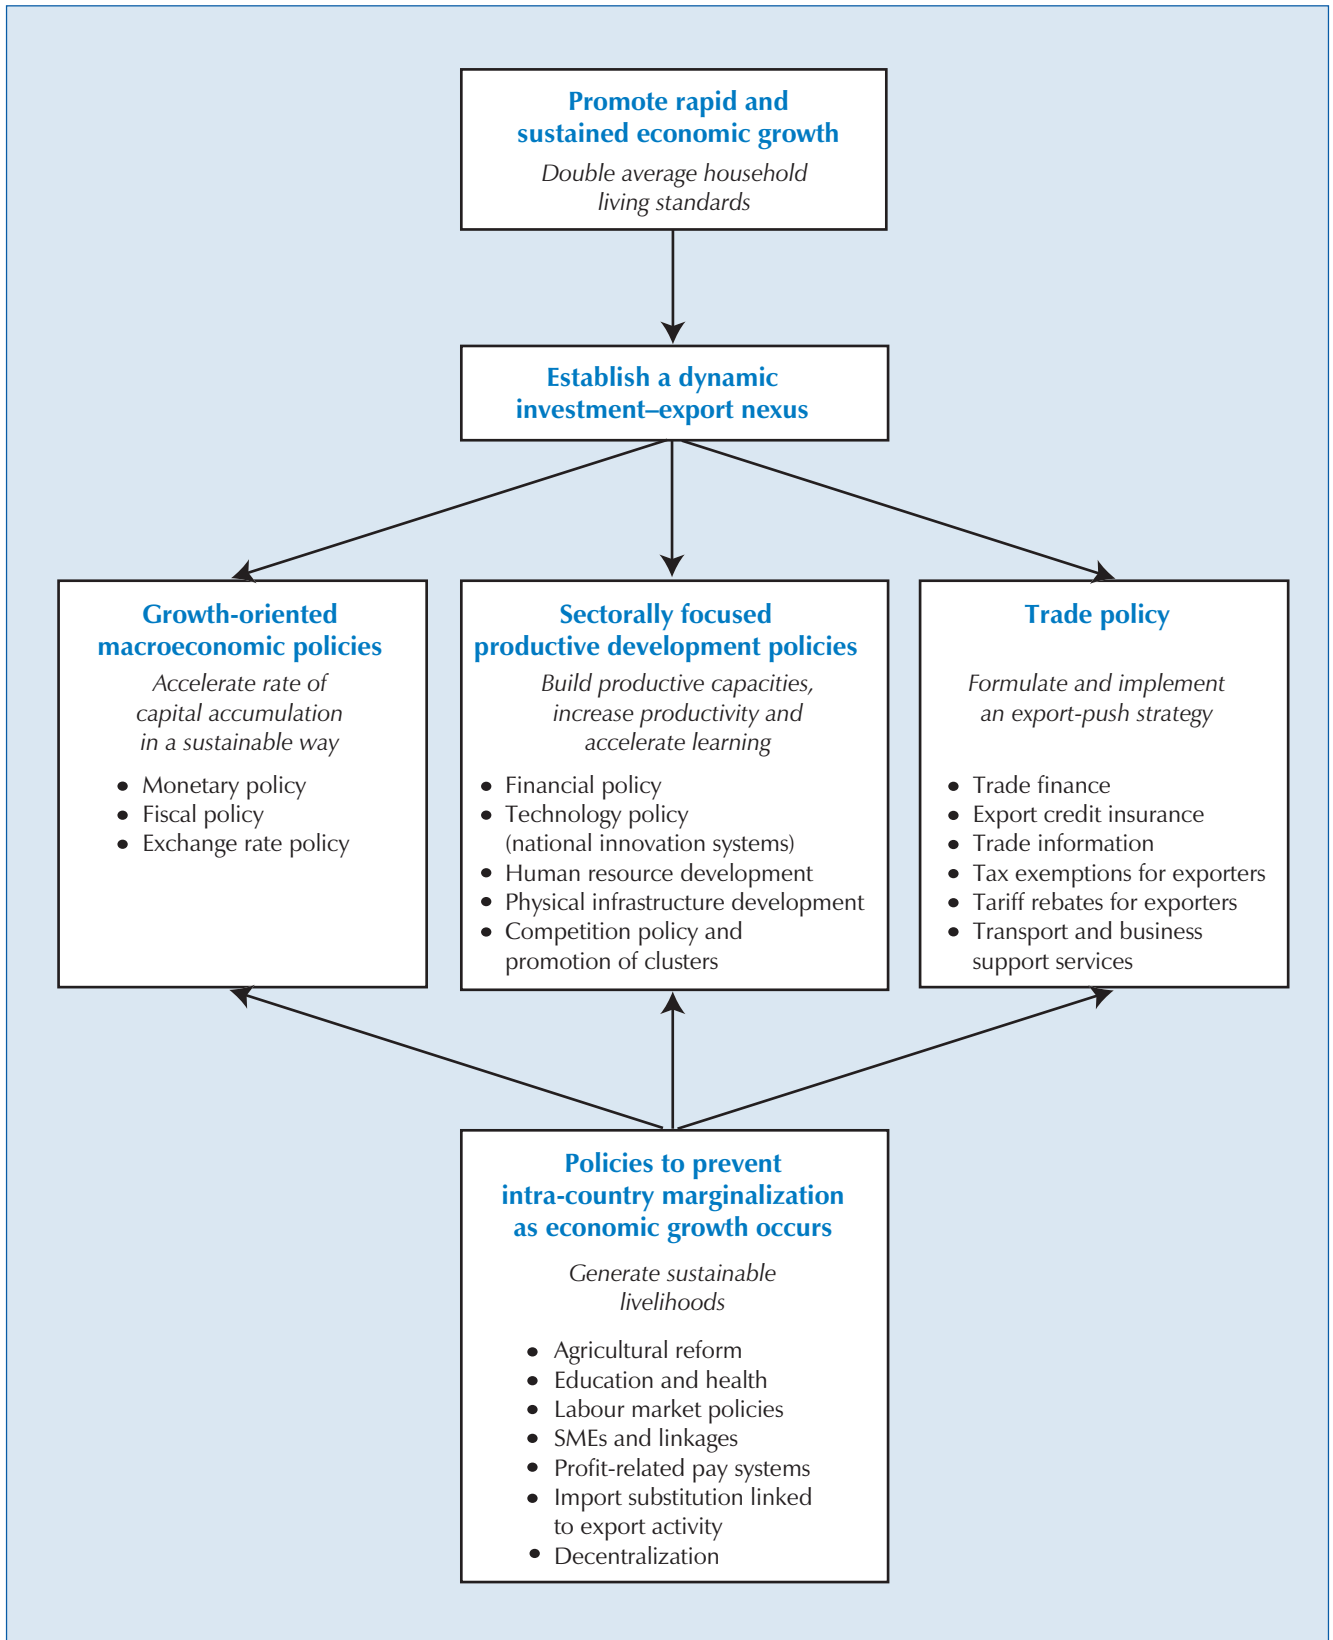 Promote rapid and
sustained economic growth
Double average household
living standards
Establish a dynamic
investment–export nexus
Growth-oriented
macroeconomic policies
Accelerate rate of
capital accumulation
in a sustainable way
• Monetary policy
• Fiscal policy
• Exchange rate policy
Sectorally focused
productive development policies
Build productive capacities,
increase productivity and
accelerate learning
• Financial policy
• Technology policy
(national innovation systems)
• Human resource development
• Physical infrastructure development
• Competition policy and
promotion of clusters
Trade policy
Formulate and implement
an export-push strategy
• Trade finance
• Export credit insurance
• Trade information
• Tax exemptions for exporters
• Tariff rebates for exporters
• Transport and business
support services
Policies to prevent
intra-country marginalization
as economic growth occurs
Generate sustainable
livelihoods
• Agricultural reform
• Education and health
• Labour market policies
• SMEs and linkages
• Profit-related pay systems
• Import substitution linked
to export activity
• Decentralization